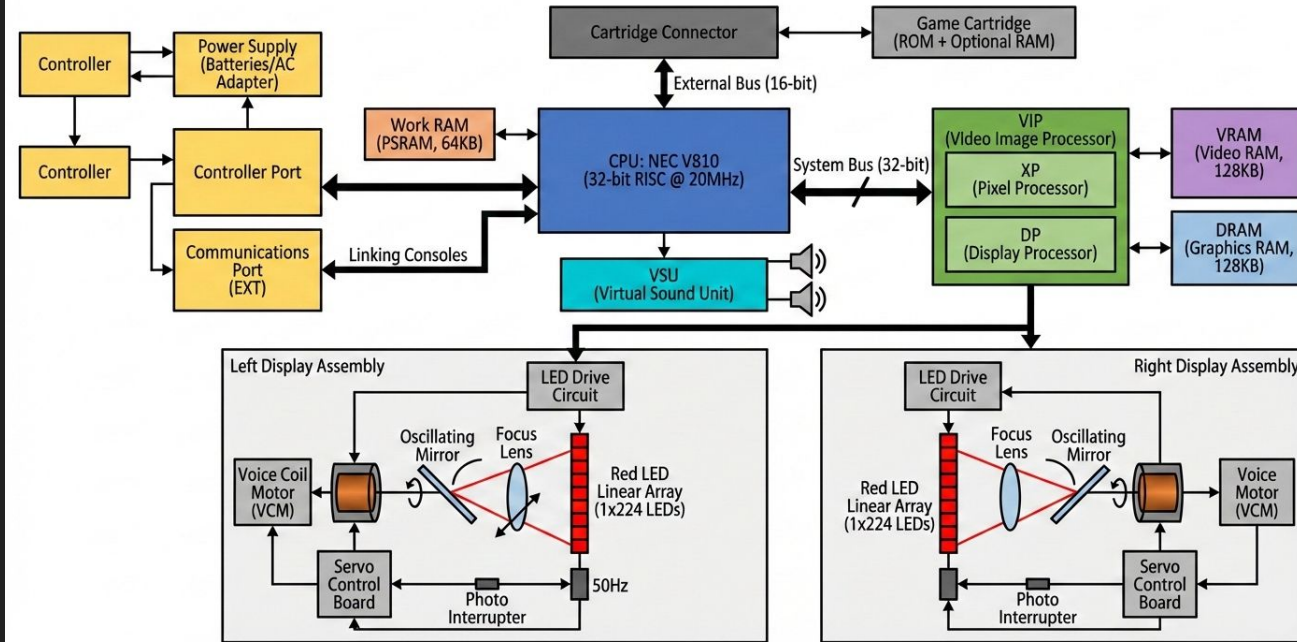 Controller
Power Supply
(Batteries/AC
Adapter)
Cartridge Connector
Game Cartridge
(ROM + Optional RAM)
External Bus (16-bit)
Controller
Controller Port
Work RAM
(PSRAM, 64KB)
CPU: NEC V810
(32-bit RISC @ 20MHz)
System Bus (32-bit)
VIP
(Video Image Processor)
XP
(Pixel Processor)
DP
(Display Processor)
VRAM
(Video RAM,
128KB)
DRAM
(Graphics RAM,
128KB)
Communications
Port
(EXT)
Linking Consoles
VSU
(Virtual Sound Unit)
Left Display Assembly
LED Drive
Circuit
Oscillating
Mirror
Focus
Lens
Voice Coil
Motor
(VCM)
Red LED
Linear Array
(1x224 LEDs)
Servo
Control
Board
Photo
Interrupter
50Hz
Right Display Assembly
LED Drive
Circuit
Focus
Lens
Oscillating
Mirror
Red LED
Linear Array
(1x224 LEDs)
Voice
Motor
(VCM)
Servo
Control
Board
Photo
Interrupter